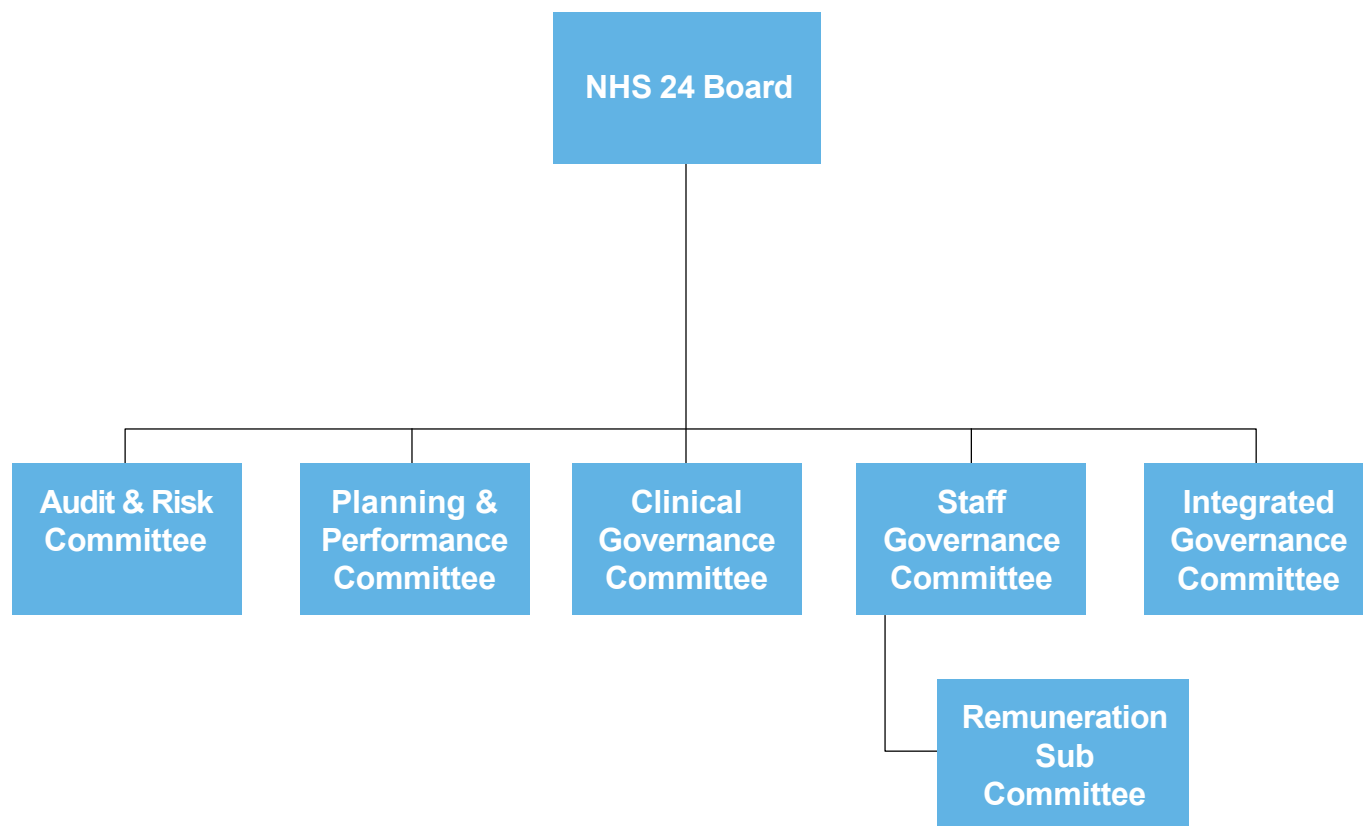 NHS 24 Board
Audit & Risk
Committee
Planning &
Performance
Committee
Clinical
Governance
Committee
Staff
Governance
Committee
Integrated
Governance
Committee
Remuneration
Sub
Committee